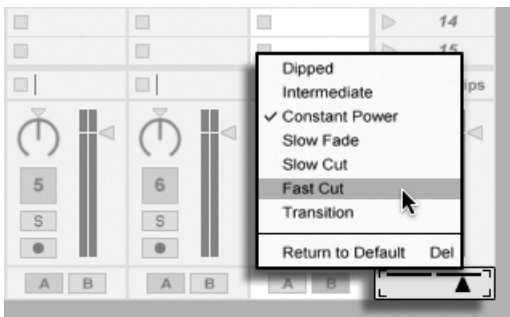 14
15
ips
Dipped
Intermediate
✓ Constant Power
Slow Fade
Slow Cut
Fast Cut
Transition
Return to Default Del
5 6
S S
A B A B A B